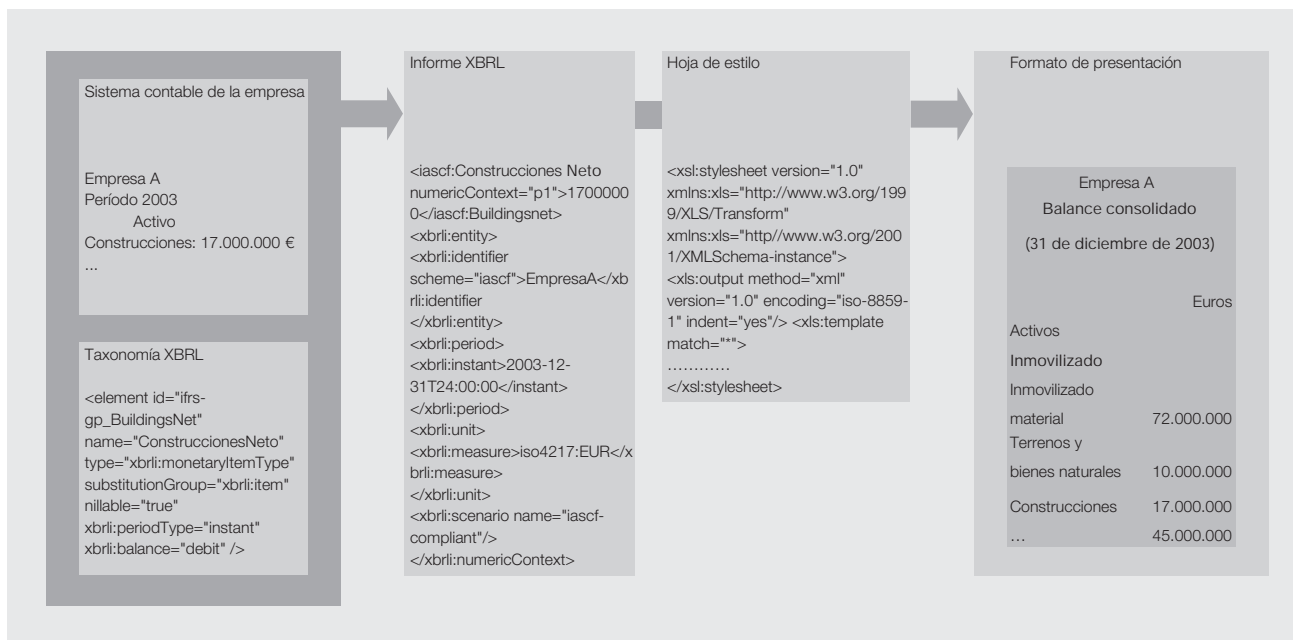 Sistema contable de la empresa
Empresa A
Período 2003
Activo
Construcciones: 17.000.000 €
...
Taxonomía XBRL
<element id="ifrs-
gp_BuildingsNet"
name="ConstruccionesNeto"
type="xbrli:monetaryItemType"
substitutionGroup="xbrli:item"
nillable="true"
xbrli:periodType="instant"
xbrli:balance="debit" />
Informe XBRL
<iascf:Construcciones Neto
numericContext="p1">1700000
0</iascf:Buildingsnet>
<xbrli:entity>
<xbrli:identifier
scheme="iascf">EmpresaA</xb
rli:identifier
</xbrli:entity>
<xbrli:period>
<xbrli:instant>2003-12-
31T24:00:00</instant>
</xbrli:period>
<xbrli:unit>
<xbrli:measure>iso4217:EUR</x
brli:measure>
</xbrli:unit>
<xbrli:scenario name="iascf-
compliant"/>
</xbrli:numericContext>
Hoja de estilo
<xsl:stylesheet version="1.0"
xmlns:xls="http://www.w3.org/199
9/XLS/Transform"
xmlns:xls="http//www.w3.org/200
1/XMLSchema-instance">
<xls:output method="xml"
version="1.0" encoding="iso-8859-
1" indent="yes"/> <xls:template
match="*">
............
</xsl:stylesheet>
Formato de presentación
Empresa A
Balance consolidado
(31 de diciembre de 2003)
Euros
Activos
Inmovilizado
Inmovilizado
material 72.000.000
Terrenos y
bienes naturales 10.000.000
Construcciones 17.000.000
… 45.000.000